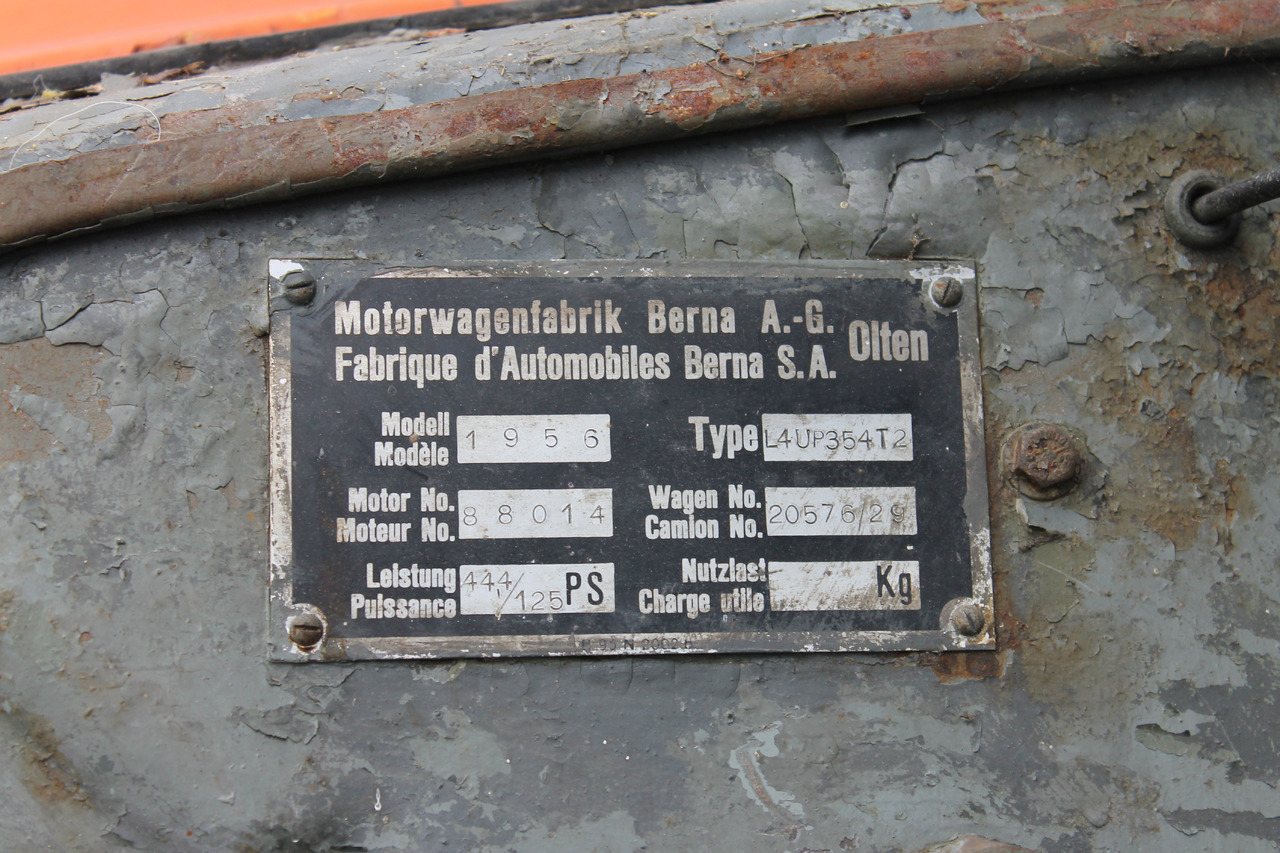 Motorwagenfabrik Berna A.-G.
Fabrique d'Automobiles Berna S.A.
Olten
Modell
Modèle
1956
Type
L4UP354T2
Motor No.
Moteur No.
88014
Wagen No.
Camion No.
20576/29
Leistung
Puissance
444/125 PS
Nutzlast
Charge utile
Kg